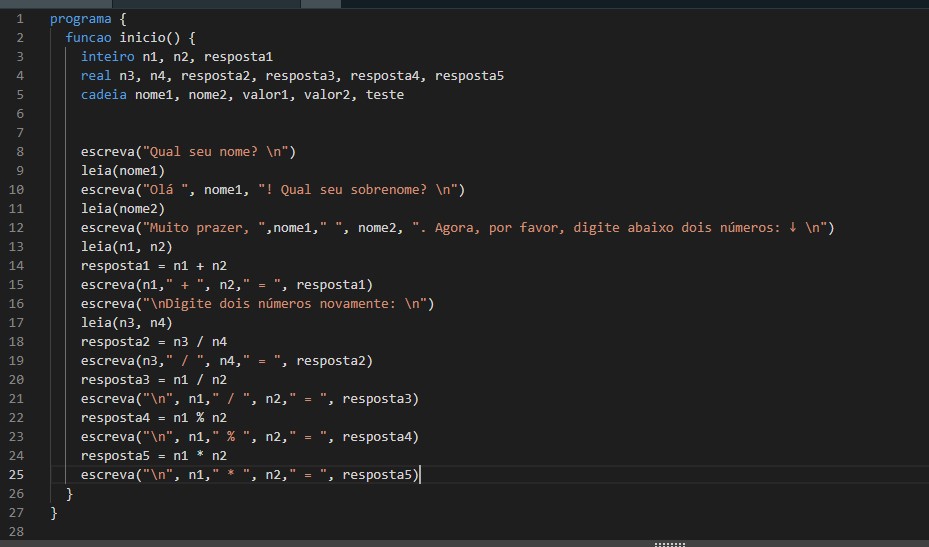 1 programa {
2 funcao inicio() {
3 inteiro n1, n2, resposta1
4 real n3, n4, resposta2, resposta3, resposta4, resposta5
5 cadeia nome1, nome2, valor1, valor2, teste
6
7
8 escreva("Qual seu nome? \n")
9 leia(nome1)
10 escreva("Olá ", nome1, "! Qual seu sobrenome? \n")
11 leia(nome2)
12 escreva("Muito prazer, ",nome1," ", nome2, ". Agora, por favor, digite abaixo dois números: ↓ \n")
13 leia(n1, n2)
14 resposta1 = n1 + n2
15 escreva(n1," + ", n2," = ", resposta1)
16 escreva("\nDigite dois números novamente: \n")
17 leia(n3, n4)
18 resposta2 = n3 / n4
19 escreva(n3," / ", n4," = ", resposta2)
20 resposta3 = n1 / n2
21 escreva("\n", n1," / ", n2," = ", resposta3)
22 resposta4 = n1 % n2
23 escreva("\n", n1," % ", n2," = ", resposta4)
24 resposta5 = n1 * n2
25 escreva("\n", n1," * ", n2," = ", resposta5)
26 }
27 }
28